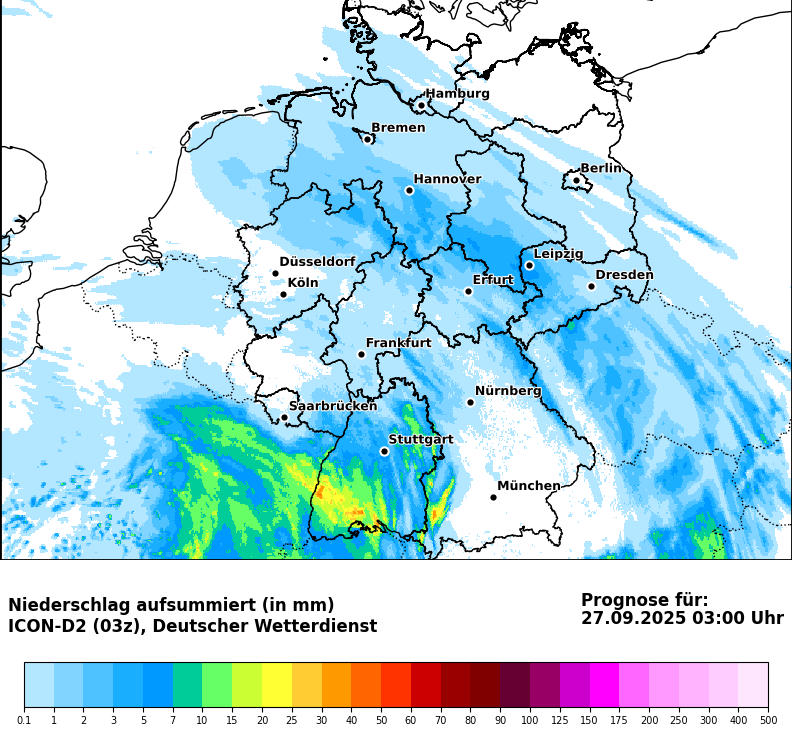 Hamburg
Bremen
Berlin
Hannover
Düsseldorf
Leipzig
Köln
Erfurt
Dresden
Frankfurt
Nürnberg
Saarbrücken
Stuttgart
München
Niederschlag aufsummiert (in mm)
ICON-D2 (03z), Deutscher Wetterdienst
Prognose für:
27.09.2025 03:00 Uhr
0.1 1 2 3 5 7 10 15 20 25 30 40 50 60 70 80 90 100 125 150 175 200 250 300 400 500